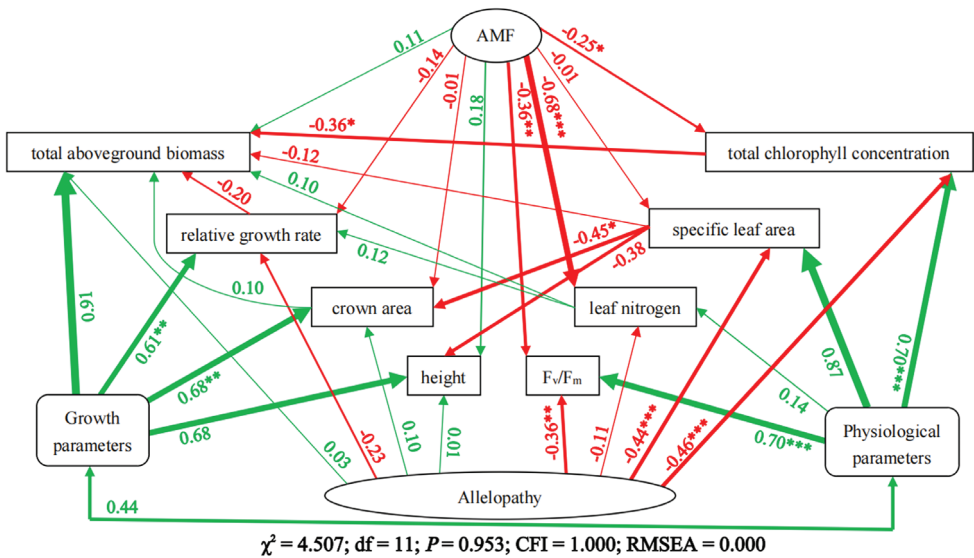 AMF
0.11
-0.14
-0.01
0.18
-0.36**
-0.68***
-0.01
-0.25*
total aboveground biomass
-0.36*
total chlorophyll concentration
-0.12
0.10
-0.20
relative growth rate
0.12
-0.45*
-0.38
specific leaf area
0.10
crown area
leaf nitrogen
0.91
0.61**
0.68**
height
Fv/Fm
0.87
0.70***
0.14
Growth
parameters
0.68
0.03
-0.23
0.10
0.01
-0.36**
-0.11
-0.44***
-0.46***
0.70***
Physiological
parameters
Allelopathy
0.44
χ² = 4.507; df = 11; P = 0.953, CFI = 1.000; RMSEA = 0.000